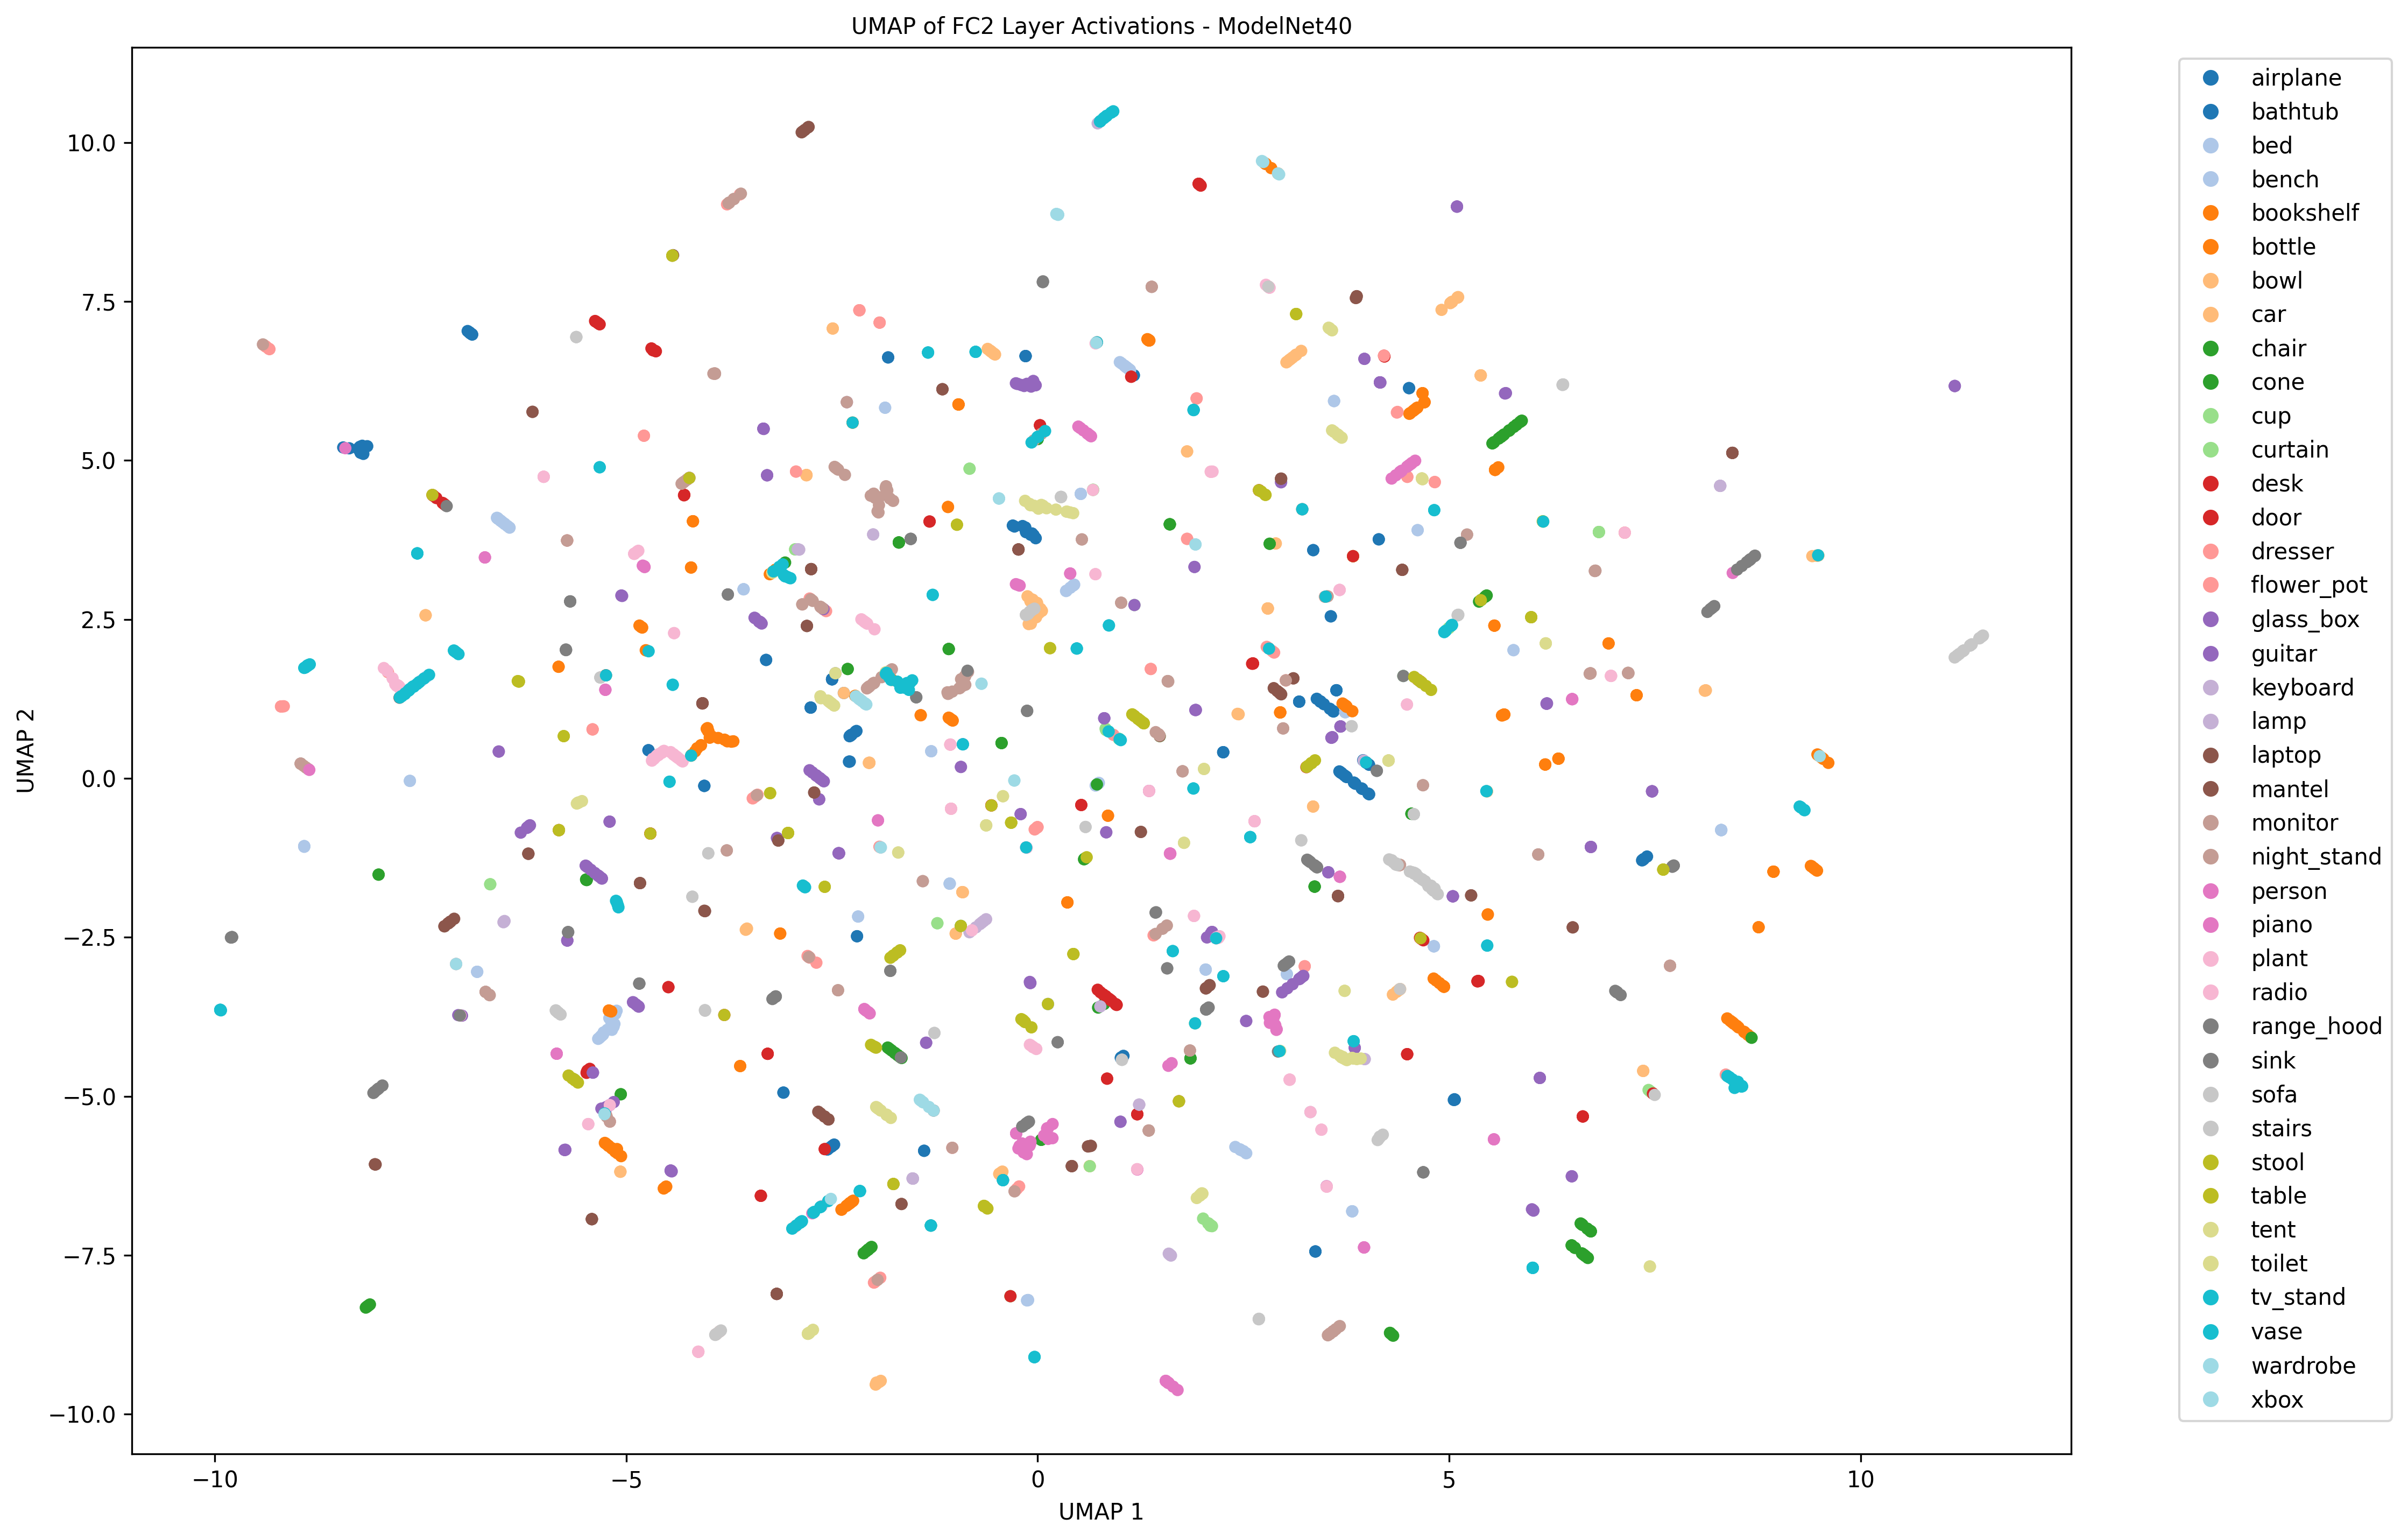 UMAP of FC2 Layer Activations - ModelNet40
10.0
7.5
5.0
2.5
0.0
−2.5
−5.0
−7.5
−10.0
UMAP 2
−10
−5
0
5
10
UMAP 1
airplane
bathtub
bed
bench
bookshelf
bottle
bowl
car
chair
cone
cup
curtain
desk
door
dresser
flower_pot
glass_box
guitar
keyboard
lamp
laptop
mantel
monitor
night_stand
person
piano
plant
radio
range_hood
sink
sofa
stairs
stool
table
tent
toilet
tv_stand
vase
wardrobe
xbox